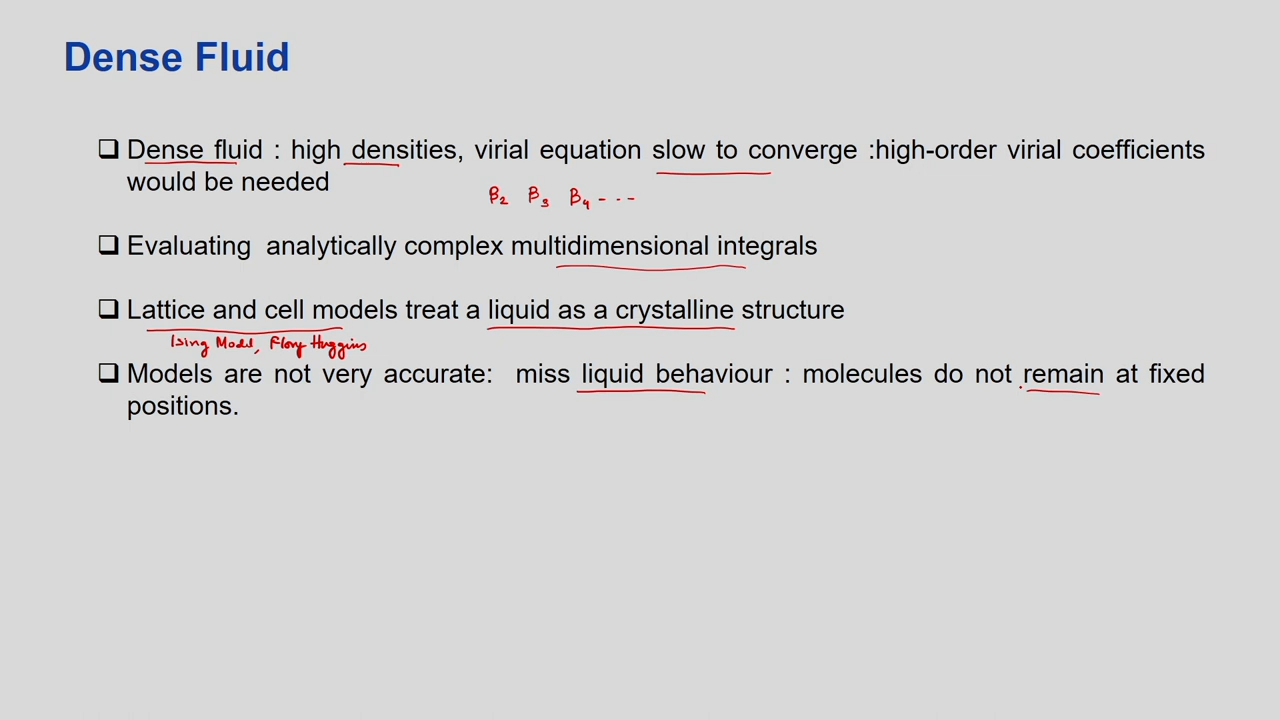 Dense Fluid
❑ Dense fluid : high densities, virial equation slow to converge :high-order virial coefficients
would be needed
B₂ B₃ B₄ - - -
❑ Evaluating analytically complex multidimensional integrals
❑ Lattice and cell models treat a liquid as a crystalline structure
Ising Model, Flory Huggins
❑ Models are not very accurate: miss liquid behaviour : molecules do not remain at fixed
positions.